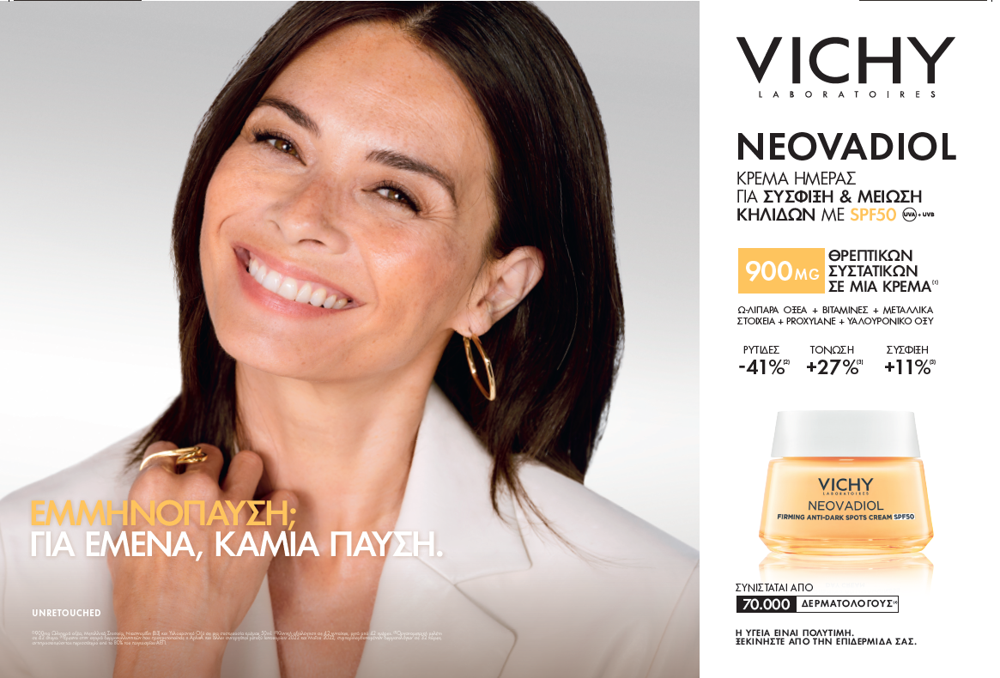 VICHY
LABORATOIRES
NEOVADIOL
ΚΡΕΜΑ ΗΜΕΡΑΣ
ΓΙΑ ΣΥΣΦΙΞΗ & ΜΕΙΩΣΗ
ΚΗΛΙΔΩΝ ΜΕ SPF50 UVA + UVB
900MG
ΘΡΕΠΤΙΚΩΝ
ΣΥΣΤΑΤΙΚΩΝ
ΣΕ ΜΙΑ ΚΡΕΜΑ(1)
Ω-ΛΙΠΑΡΑ ΟΞΕΑ + ΒΙΤΑΜΙΝΕΣ + ΜΕΤΑΛΛΙΚΑ
ΣΤΟΙΧΕΙΑ + PROXYLANE + ΥΑΛΟΥΡΟΝΙΚΟ ΟΞΥ
ΡΥΤΙΔΕΣ ΤΟΝΩΣΗ ΣΥΣΦΙΞΗ
-41%(2) +27%(3) +11%(3)
VICHY
LABORATOIRES
NEOVADIOL
FIRMING ANTI-DARK SPOTS CREAM SPF50
ΣΥΝΙΣΤΑΤΑΙ ΑΠΟ
70.000 ΔΕΡΜΑΤΟΛΟΓΟΥΣ(4)
Η ΥΓΕΙΑ ΕΙΝΑΙ ΠΟΛΥΤΙΜΗ.
ΞΕΚΙΝΗΣΤΕ ΑΠΟ ΤΗΝ ΕΠΙΔΕΡΜΙΔΑ ΣΑΣ.
ΕΜΜΗΝΟΠΑΥΣΗ;
ΓΙΑ ΕΜΕΝΑ, ΚΑΜΙΑ ΠΑΥΣΗ.
UNRETOUCHED